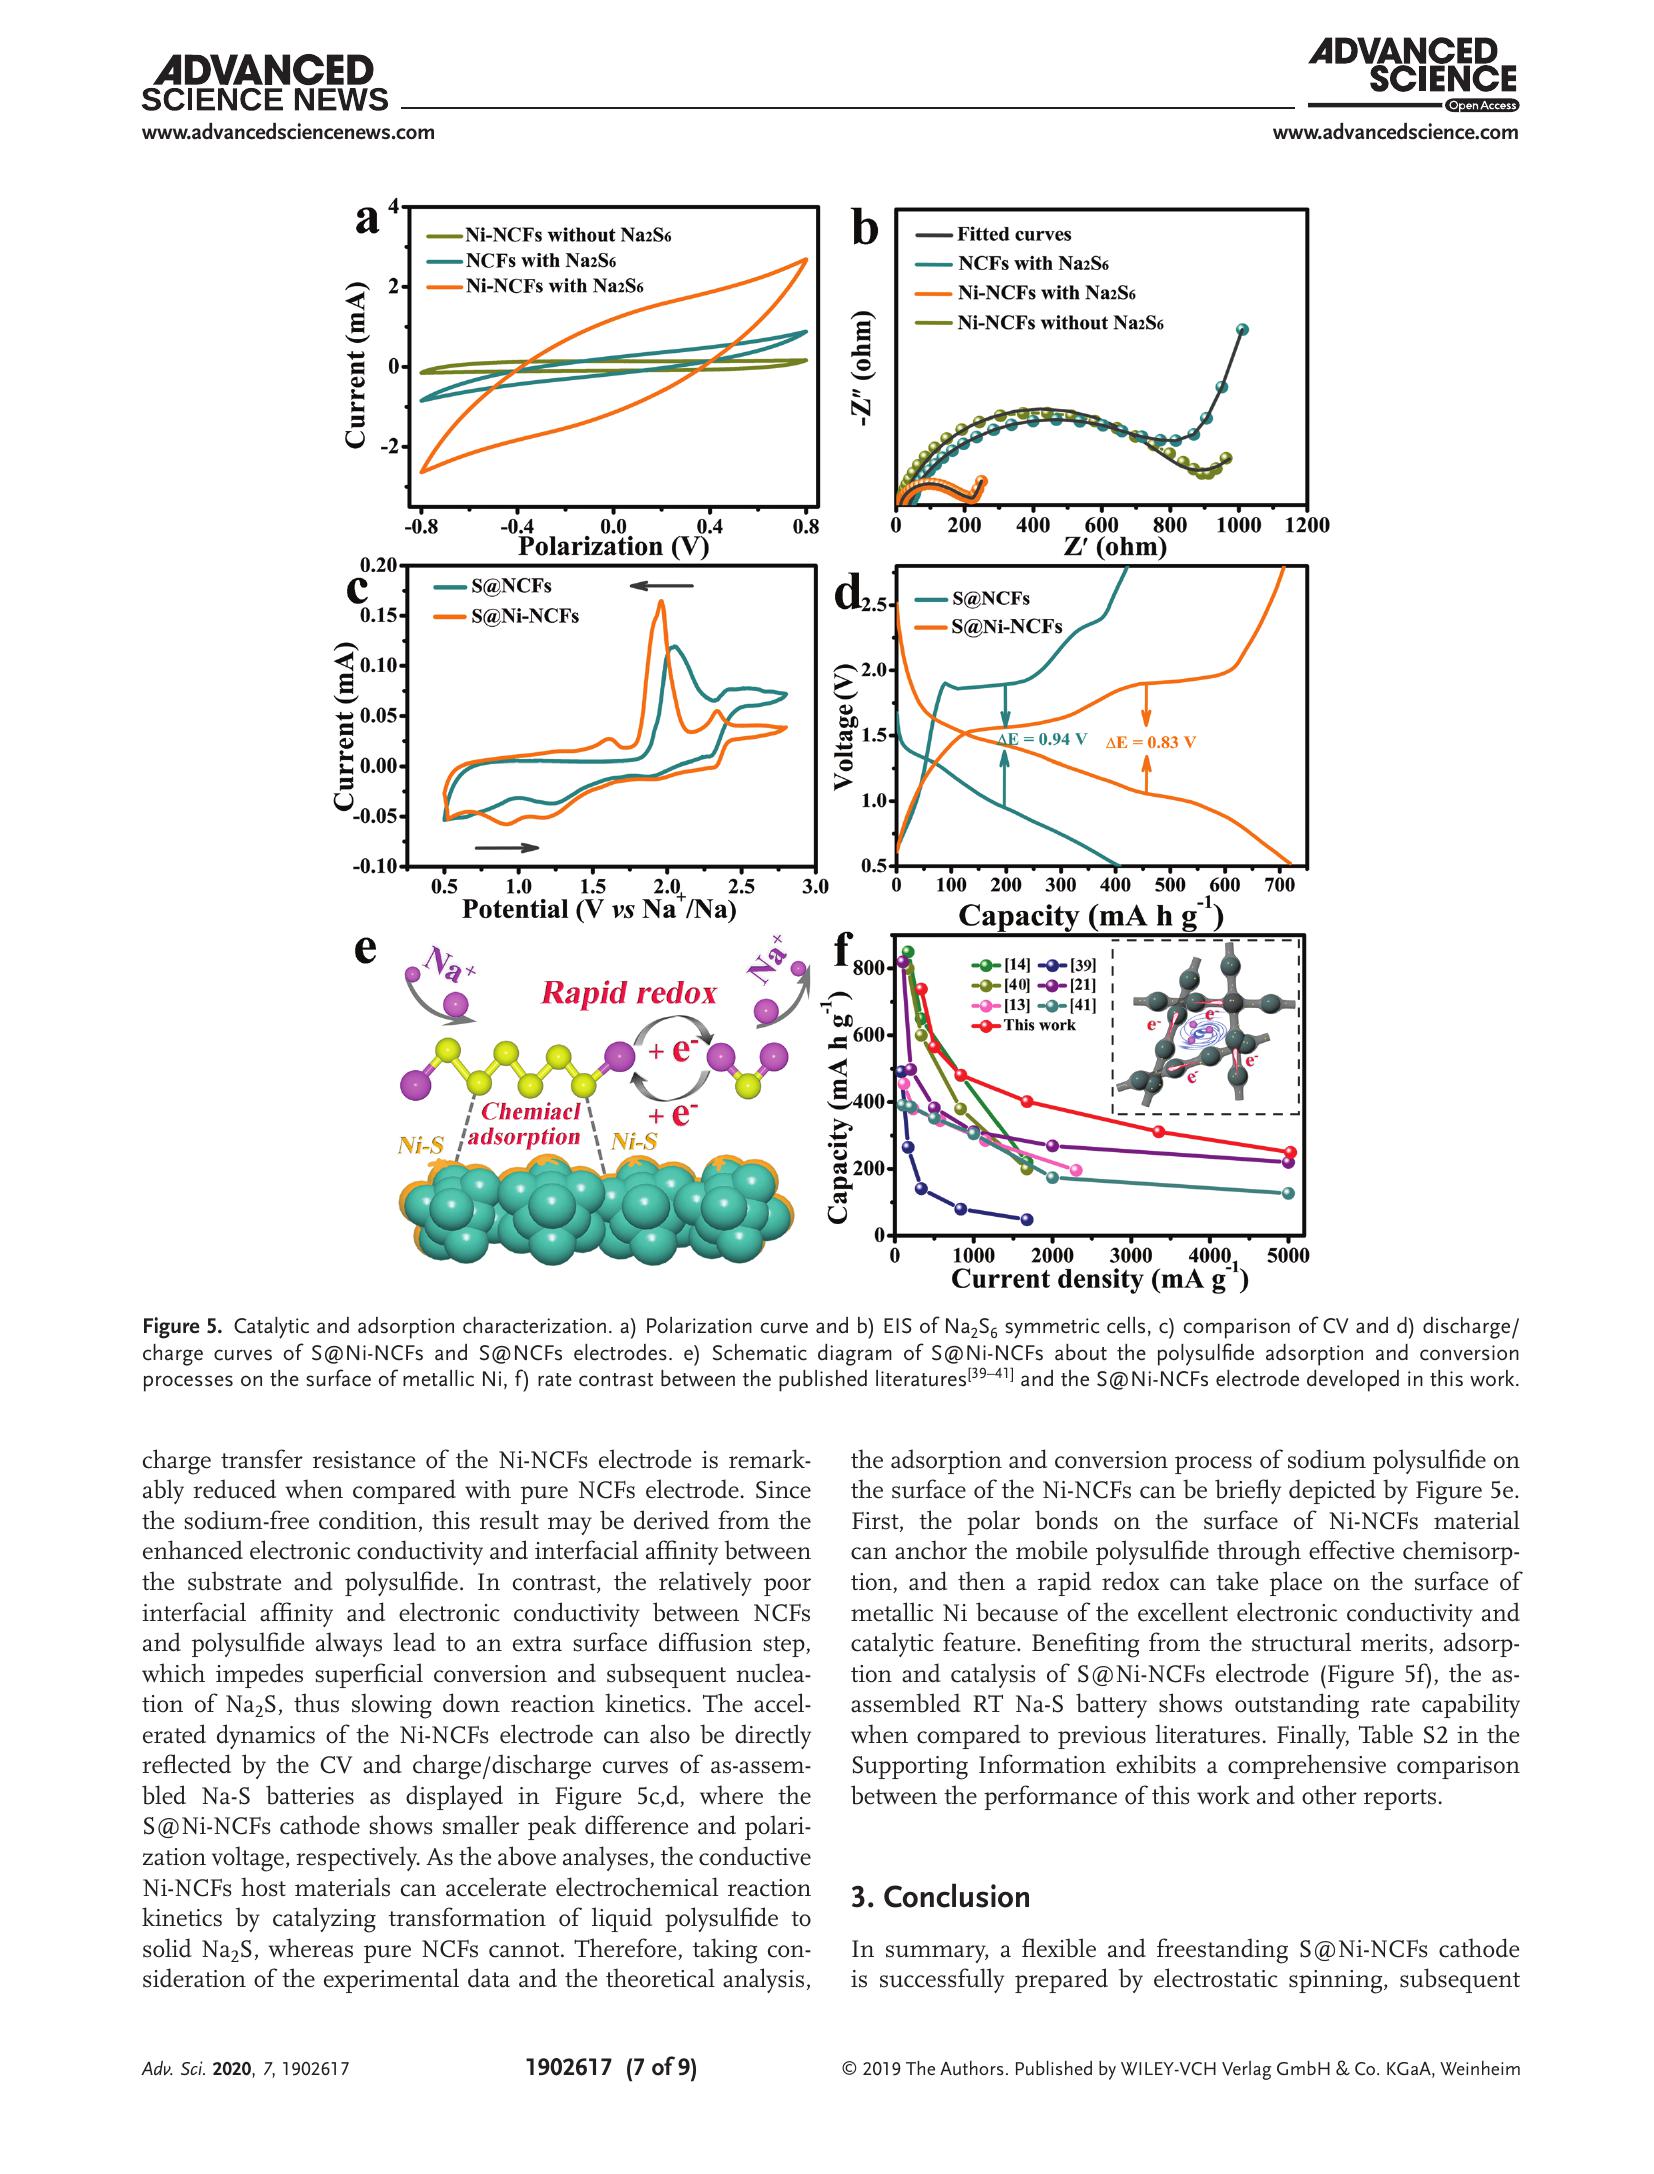 ADVANCED
SCIENCE NEWS
www.advancedsciencenews.com
ADVANCED
SCIENCE
Open Access
www.advancedscience.com
a
4
2
0
-2
Current (mA)
Ni-NCFs without Na2S6
NCFs with Na2S6
Ni-NCFs with Na2S6
-0.8 -0.4 0.0 0.4 0.8
Polarization (V)
b
-Z″ (ohm)
Fitted curves
NCFs with Na2S6
Ni-NCFs with Na2S6
Ni-NCFs without Na2S6
0 200 400 600 800 1000 1200
Z′ (ohm)
c
0.20
0.15
0.10
0.05
0.00
-0.05
-0.10
Current (mA)
S@NCFs
S@Ni-NCFs
0.5 1.0 1.5 2.0 2.5 3.0
Potential (V vs Na+/Na)
d
2.5
2.0
1.5
1.0
0.5
Voltage (V)
S@NCFs
S@Ni-NCFs
ΔE = 0.94 V ΔE = 0.83 V
0 100 200 300 400 500 600 700
Capacity (mA h g-1)
e
Na+
Na+
Rapid redox
+ e-
+ e-
Chemiacl
adsorption
Ni-S
Ni-S
f
800
600
400
200
0
Capacity (mA h g-1)
[14] [39]
[40] [21]
[13] [41]
This work
e-
e-
e-
e-
S
0 1000 2000 3000 4000 5000
Current density (mA g-1)
Figure 5. Catalytic and adsorption characterization. a) Polarization curve and b) EIS of Na2S6 symmetric cells, c) comparison of CV and d) discharge/
charge curves of S@Ni-NCFs and S@NCFs electrodes. e) Schematic diagram of S@Ni-NCFs about the polysulfide adsorption and conversion
processes on the surface of metallic Ni, f) rate contrast between the published literatures[39–41] and the S@Ni-NCFs electrode developed in this work.
charge transfer resistance of the Ni-NCFs electrode is remark-
ably reduced when compared with pure NCFs electrode. Since
the sodium-free condition, this result may be derived from the
enhanced electronic conductivity and interfacial affinity between
the substrate and polysulfide. In contrast, the relatively poor
interfacial affinity and electronic conductivity between NCFs
and polysulfide always lead to an extra surface diffusion step,
which impedes superficial conversion and subsequent nuclea-
tion of Na2S, thus slowing down reaction kinetics. The accel-
erated dynamics of the Ni-NCFs electrode can also be directly
reflected by the CV and charge/discharge curves of as-assem-
bled Na-S batteries as displayed in Figure 5c,d, where the
S@Ni-NCFs cathode shows smaller peak difference and polari-
zation voltage, respectively. As the above analyses, the conductive
Ni-NCFs host materials can accelerate electrochemical reaction
kinetics by catalyzing transformation of liquid polysulfide to
solid Na2S, whereas pure NCFs cannot. Therefore, taking con-
sideration of the experimental data and the theoretical analysis,
the adsorption and conversion process of sodium polysulfide on
the surface of the Ni-NCFs can be briefly depicted by Figure 5e.
First, the polar bonds on the surface of Ni-NCFs material
can anchor the mobile polysulfide through effective chemisorp-
tion, and then a rapid redox can take place on the surface of
metallic Ni because of the excellent electronic conductivity and
catalytic feature. Benefiting from the structural merits, adsorp-
tion and catalysis of S@Ni-NCFs electrode (Figure 5f), the as-
assembled RT Na-S battery shows outstanding rate capability
when compared to previous literatures. Finally, Table S2 in the
Supporting Information exhibits a comprehensive comparison
between the performance of this work and other reports.
3. Conclusion
In summary, a flexible and freestanding S@Ni-NCFs cathode
is successfully prepared by electrostatic spinning, subsequent
Adv. Sci. 2020, 7, 1902617
1902617 (7 of 9)
© 2019 The Authors. Published by WILEY-VCH Verlag GmbH & Co. KGaA, Weinheim